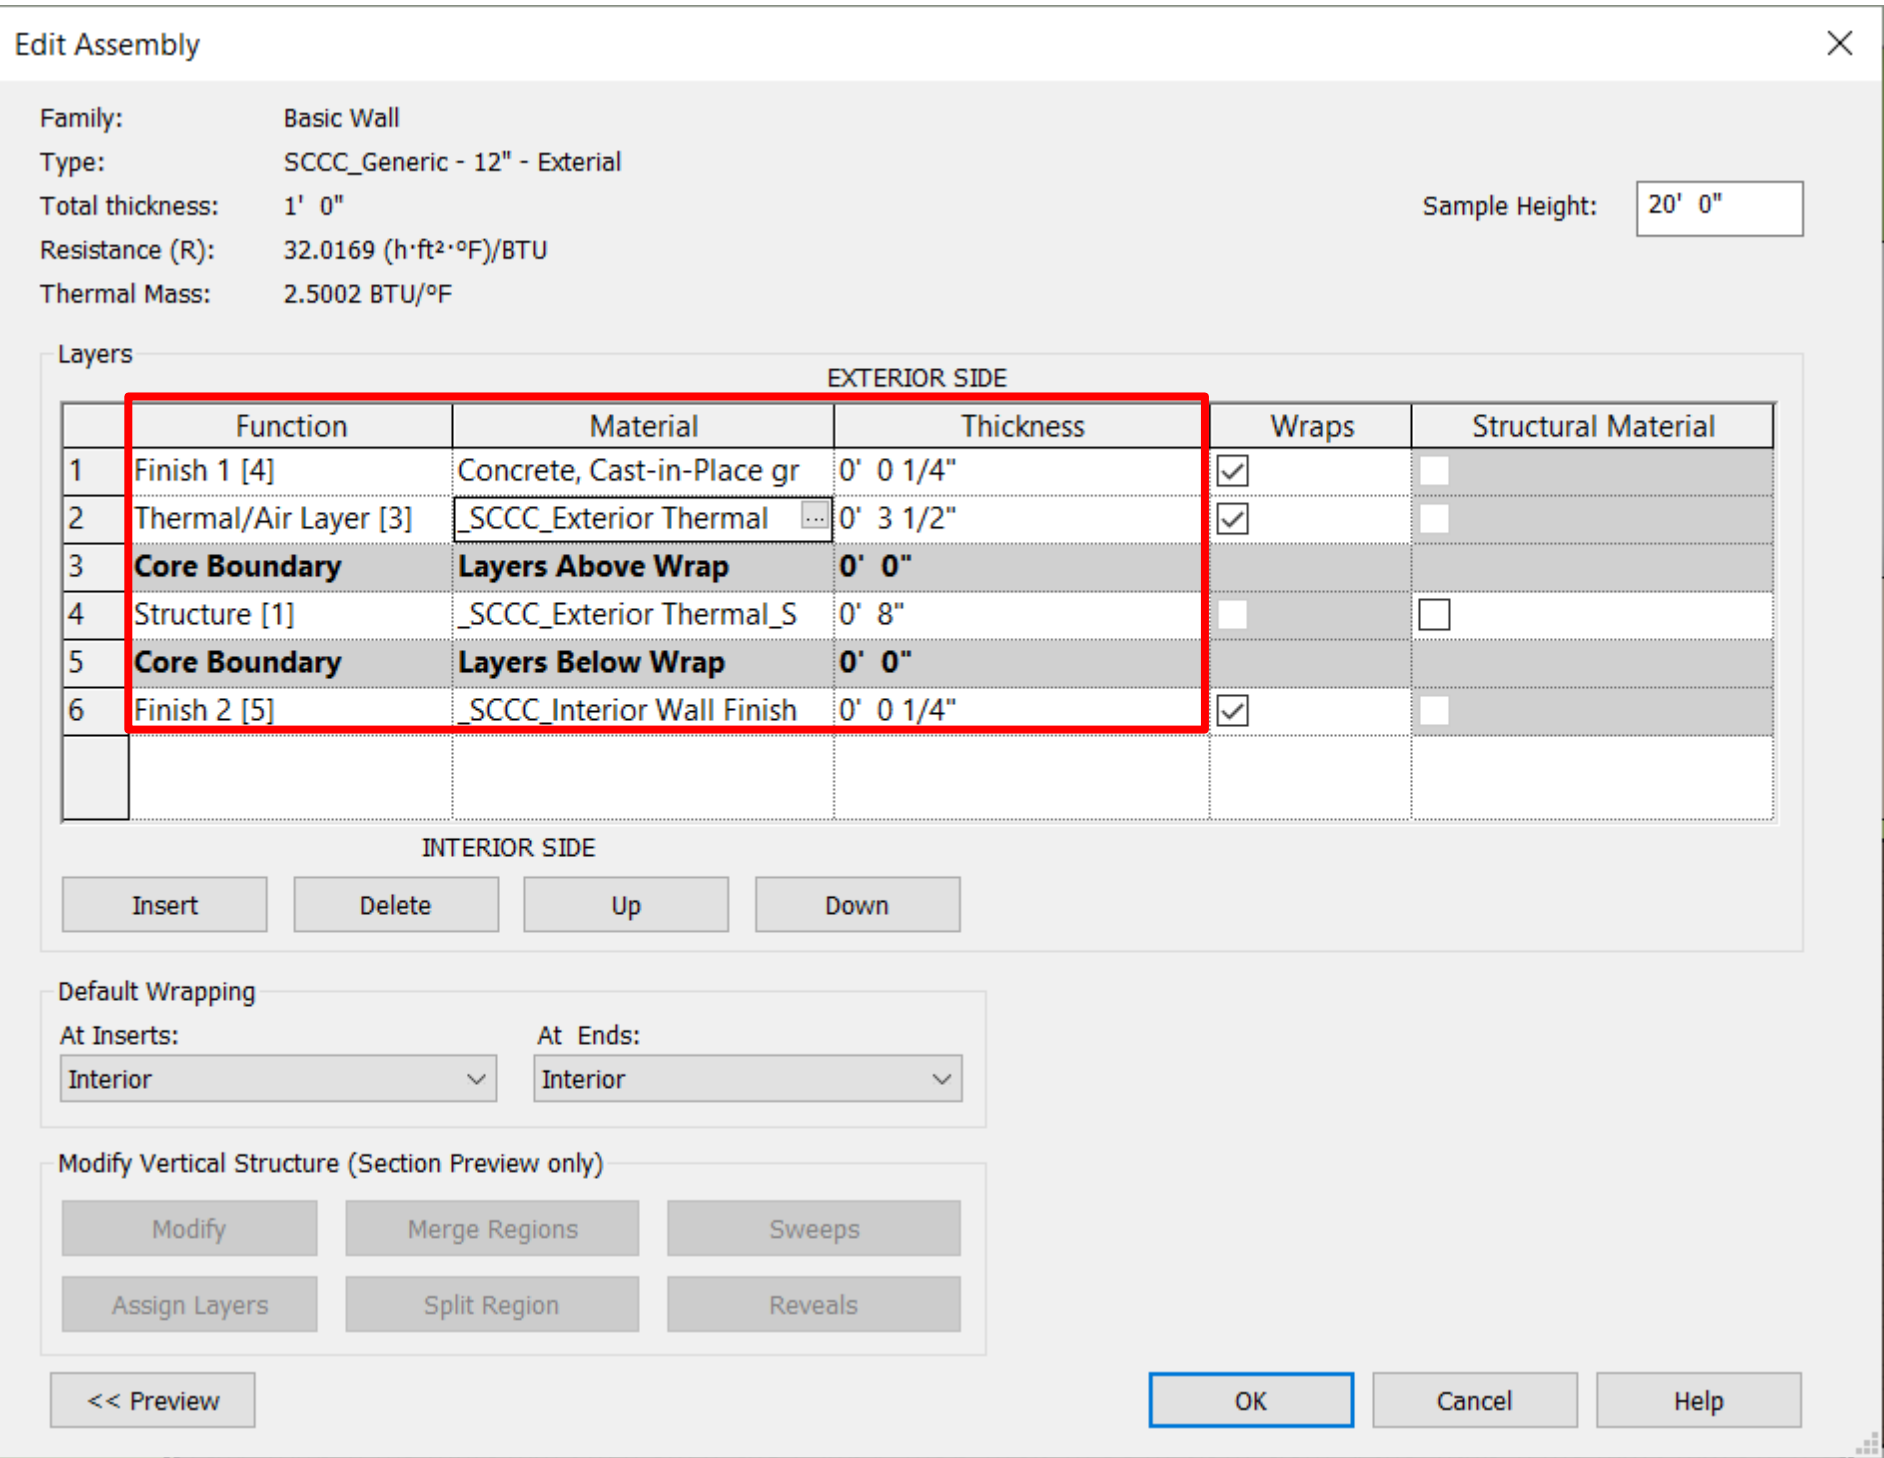 Edit Assembly
Family: Basic Wall
Type: SCCC_Generic - 12" - Exterial
Total thickness: 1' 0" Sample Height: 20' 0"
Resistance (R): 32.0169 (h·ft²·°F)/BTU
Thermal Mass: 2.5002 BTU/°F
Layers
EXTERIOR SIDE
Function Material Thickness Wraps Structural Material
1 Finish 1 [4] Concrete, Cast-in-Place gr 0' 0 1/4"
2 Thermal/Air Layer [3] _SCCC_Exterior Thermal ... 0' 3 1/2"
3 Core Boundary Layers Above Wrap 0' 0"
4 Structure [1] _SCCC_Exterior Thermal_S 0' 8"
5 Core Boundary Layers Below Wrap 0' 0"
6 Finish 2 [5] _SCCC_Interior Wall Finish 0' 0 1/4"
INTERIOR SIDE
Insert Delete Up Down
Default Wrapping
At Inserts: At Ends:
Interior Interior
Modify Vertical Structure (Section Preview only)
Modify Merge Regions Sweeps
Assign Layers Split Region Reveals
<< Preview OK Cancel Help